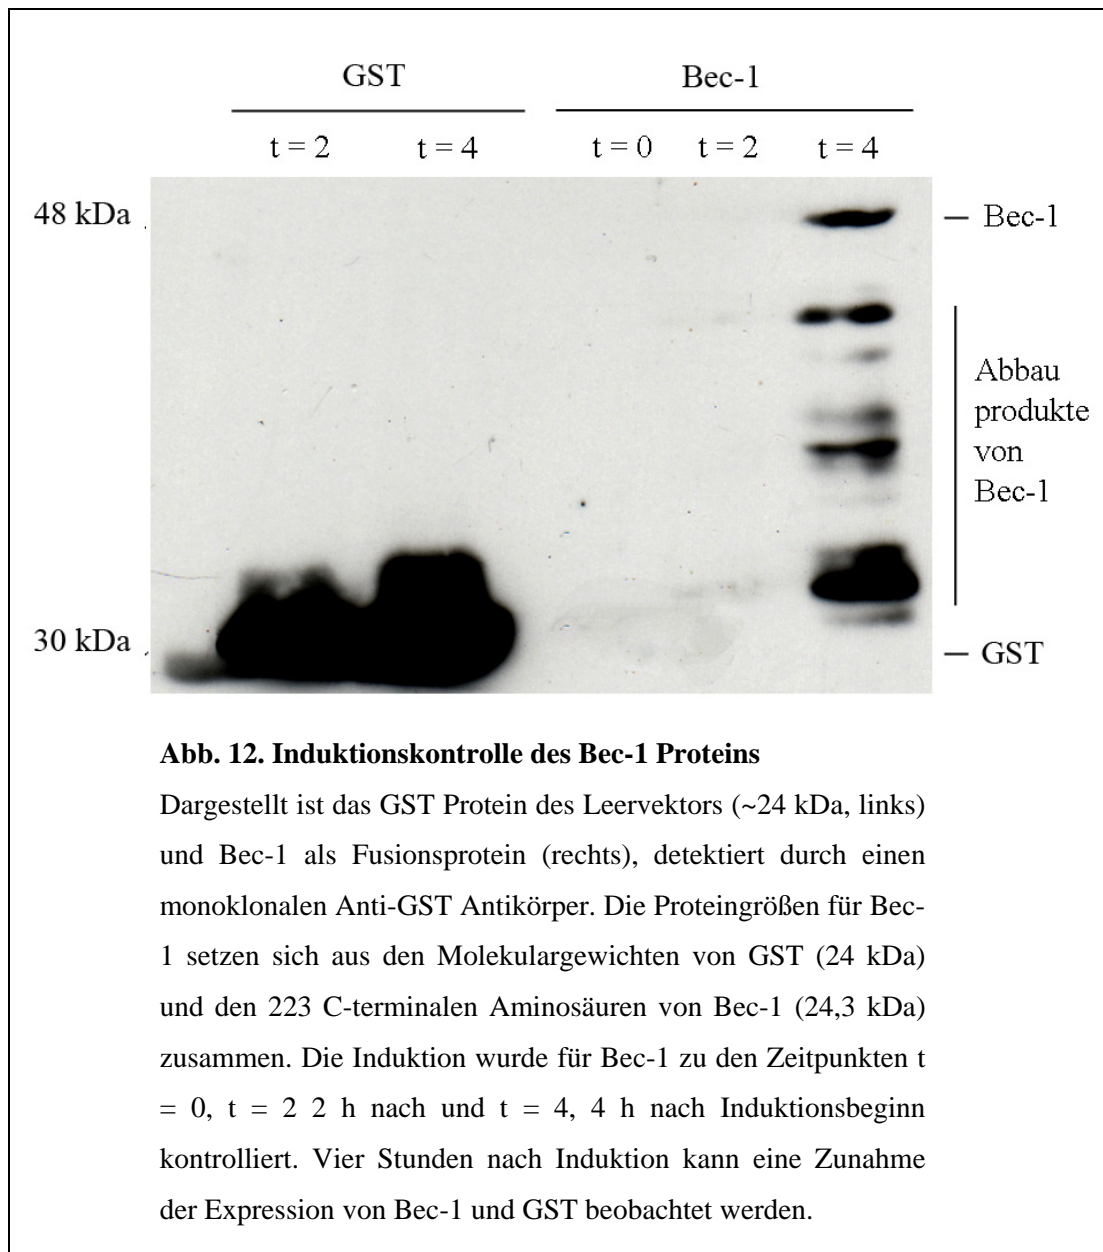 GST Bec-1
t = 2 t = 4 t = 0 t = 2 t = 4
48 kDa
Bec-1
Abbau
produkte
von
Bec-1
30 kDa
GST
Abb. 12. Induktionskontrolle des Bec-1 Proteins
Dargestellt ist das GST Protein des Leervektors (~24 kDa, links)
und Bec-1 als Fusionsprotein (rechts), detektiert durch einen
monoklonalen Anti-GST Antikörper. Die Proteingrößen für Bec-
1 setzen sich aus den Molekulargewichten von GST (24 kDa)
und den 223 C-terminalen Aminosäuren von Bec-1 (24,3 kDa)
zusammen. Die Induktion wurde für Bec-1 zu den Zeitpunkten t
= 0, t = 2 2 h nach und t = 4, 4 h nach Induktionsbeginn
kontrolliert. Vier Stunden nach Induktion kann eine Zunahme
der Expression von Bec-1 und GST beobachtet werden.